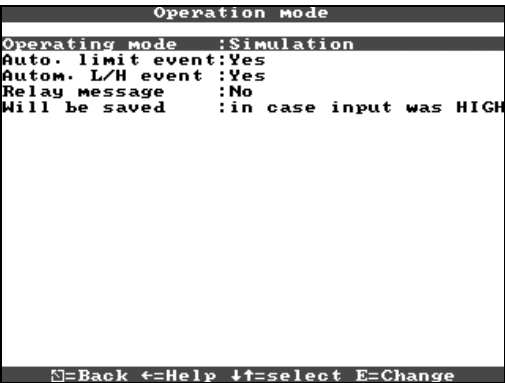 Operation mode
Operating mode :Simulation
Auto. limit event:Yes
Autom. L/H event :Yes
Relay message :No
Will be saved :in case input was HIGH
⇱=Back ←=Help ↓↑=select E=Change